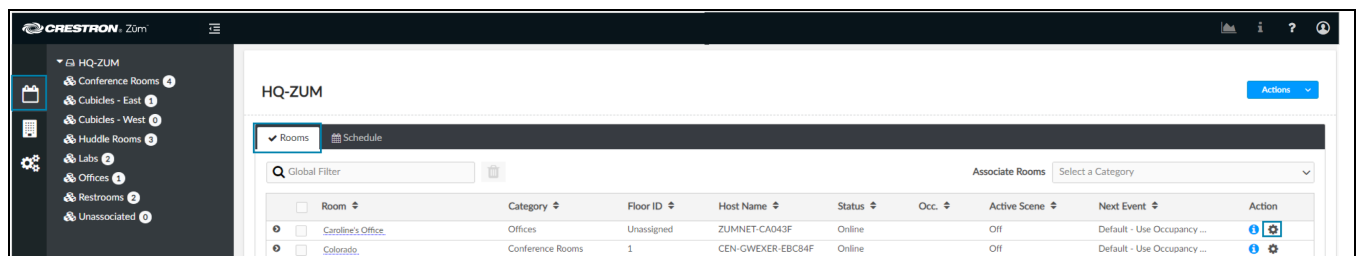 CRESTRON® Zūm™
i ?
HQ-ZUM
Conference Rooms 4
Cubicles - East 1
Cubicles - West 0
Huddle Rooms 3
Labs 2
Offices 1
Restrooms 2
Unassociated 0
HQ-ZUM
Actions
Rooms Schedule
Global Filter Associate Rooms Select a Category
Room Category Floor ID Host Name Status Occ. Active Scene Next Event Action
Caroline's Office Offices Unassigned ZUMNET-CA043F Online Off Default - Use Occupancy ...
Colorado Conference Rooms 1 CEN-GWEXER-EBC84F Online Off Default - Use Occupancy ...